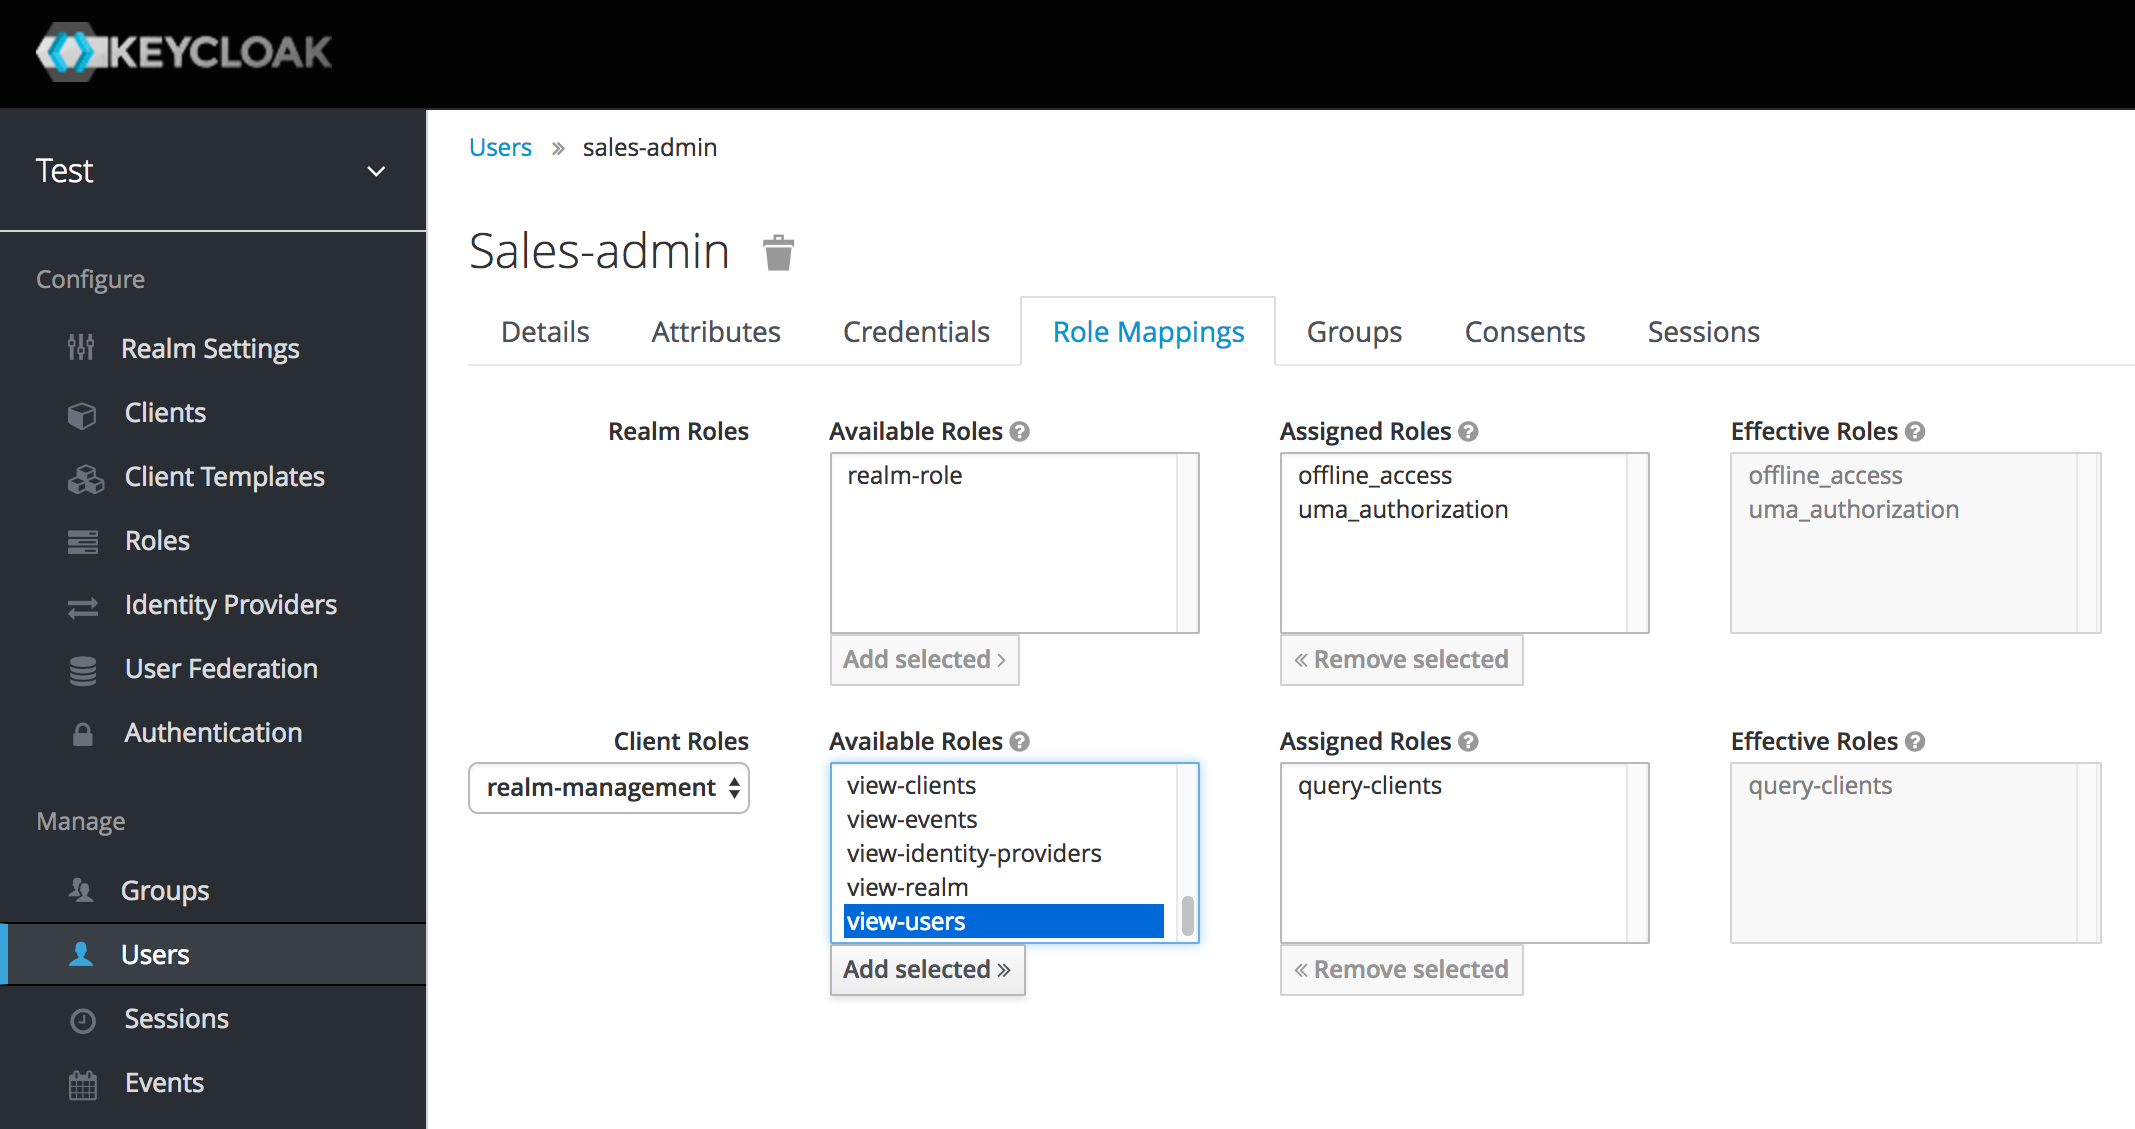 KEYCLOAK
Test
Configure
Realm Settings
Clients
Client Templates
Roles
Identity Providers
User Federation
Authentication
Manage
Groups
Users
Sessions
Events
Users » sales-admin
Sales-admin
Details Attributes Credentials Role Mappings Groups Consents Sessions
Realm Roles
Available Roles
realm-role
Add selected >
Assigned Roles
offline_access
uma_authorization
« Remove selected
Effective Roles
offline_access
uma_authorization
Client Roles
realm-management
Available Roles
view-clients
view-events
view-identity-providers
view-realm
view-users
Add selected »
Assigned Roles
query-clients
« Remove selected
Effective Roles
query-clients